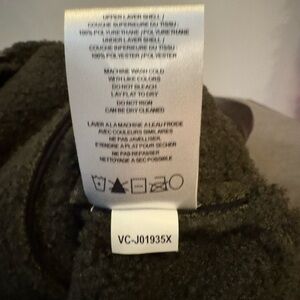 UPPER LAYER SHELL /
COUCHE SUPERIEURE DU TISSU /
100% POLYURETHANE / POLYURETHANE
UNDER LAYER SHELL /
COUCHE INFERIEURE DU TISSU /
100% POLYESTER / POLYESTER
MACHINE WASH COLD
WITH LIKE COLORS
DO NOT BLEACH
LAY FLAT TO DRY
DO NOT IRON
CAN BE DRY CLEANED
LAVER A LA MACHINE A L'EAU FROIDE
AVEC COULEURS SIMILAIRES
NE PAS JAVELLISER
ETENDRE A PLAT POUR SECHER
NE PAS REPASSER
NETTOYAGE A SEC POSSIBLE
VC-J01935X